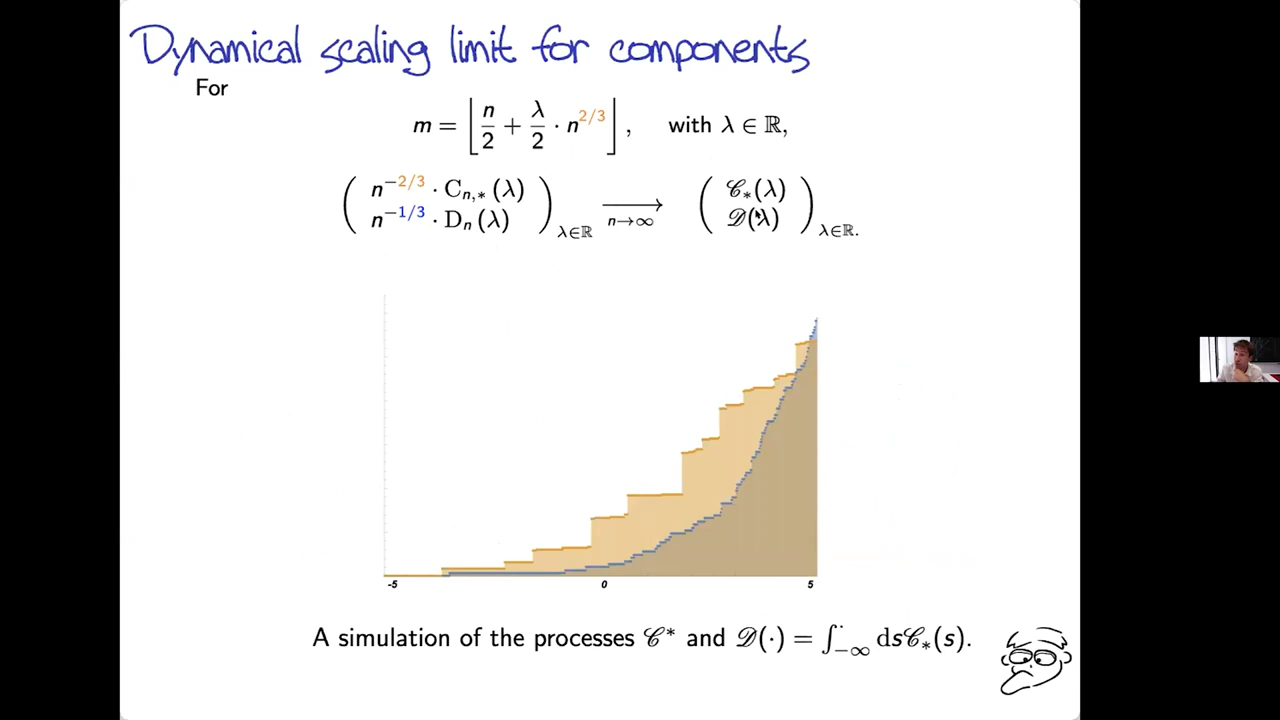 Dynamical scaling limit for components
For
m = ⌊ n/2 + λ/2 · n^{2/3} ⌋ , with λ ∈ ℝ,
( n^{−2/3} · C_{n,*} (λ) ; n^{−1/3} · D_n (λ) )_{λ∈ℝ} ⟶_{n→∞} ( 𝒞_*(λ) ; 𝒟(λ) )_{λ∈ℝ.}
-5 0 5
A simulation of the processes 𝒞^* and 𝒟(·) = ∫_{−∞}^{·} ds𝒞_*(s).